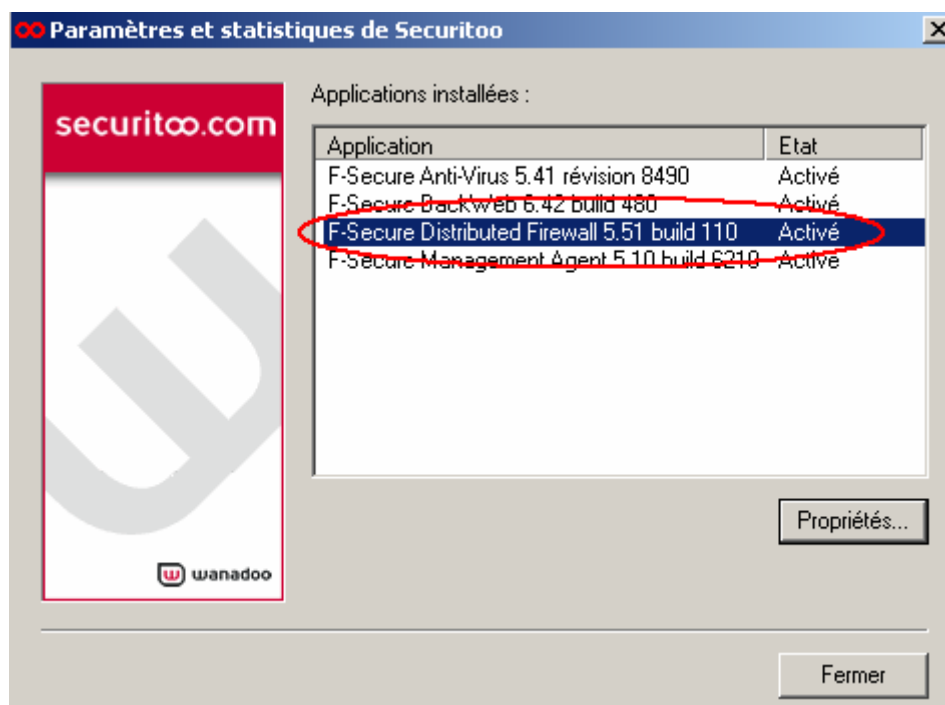 Paramètres et statistiques de Securitoo
securitoo.com
Applications installées :
Application Etat
F-Secure Anti-Virus 5.41 révision 8490 Activé
F-Secure BackWeb 6.42 build 480 Activé
F-Secure Distributed Firewall 5.51 build 110 Activé
F-Secure Management Agent 5.10 build 6210 Activé
Propriétés...
wanadoo
Fermer